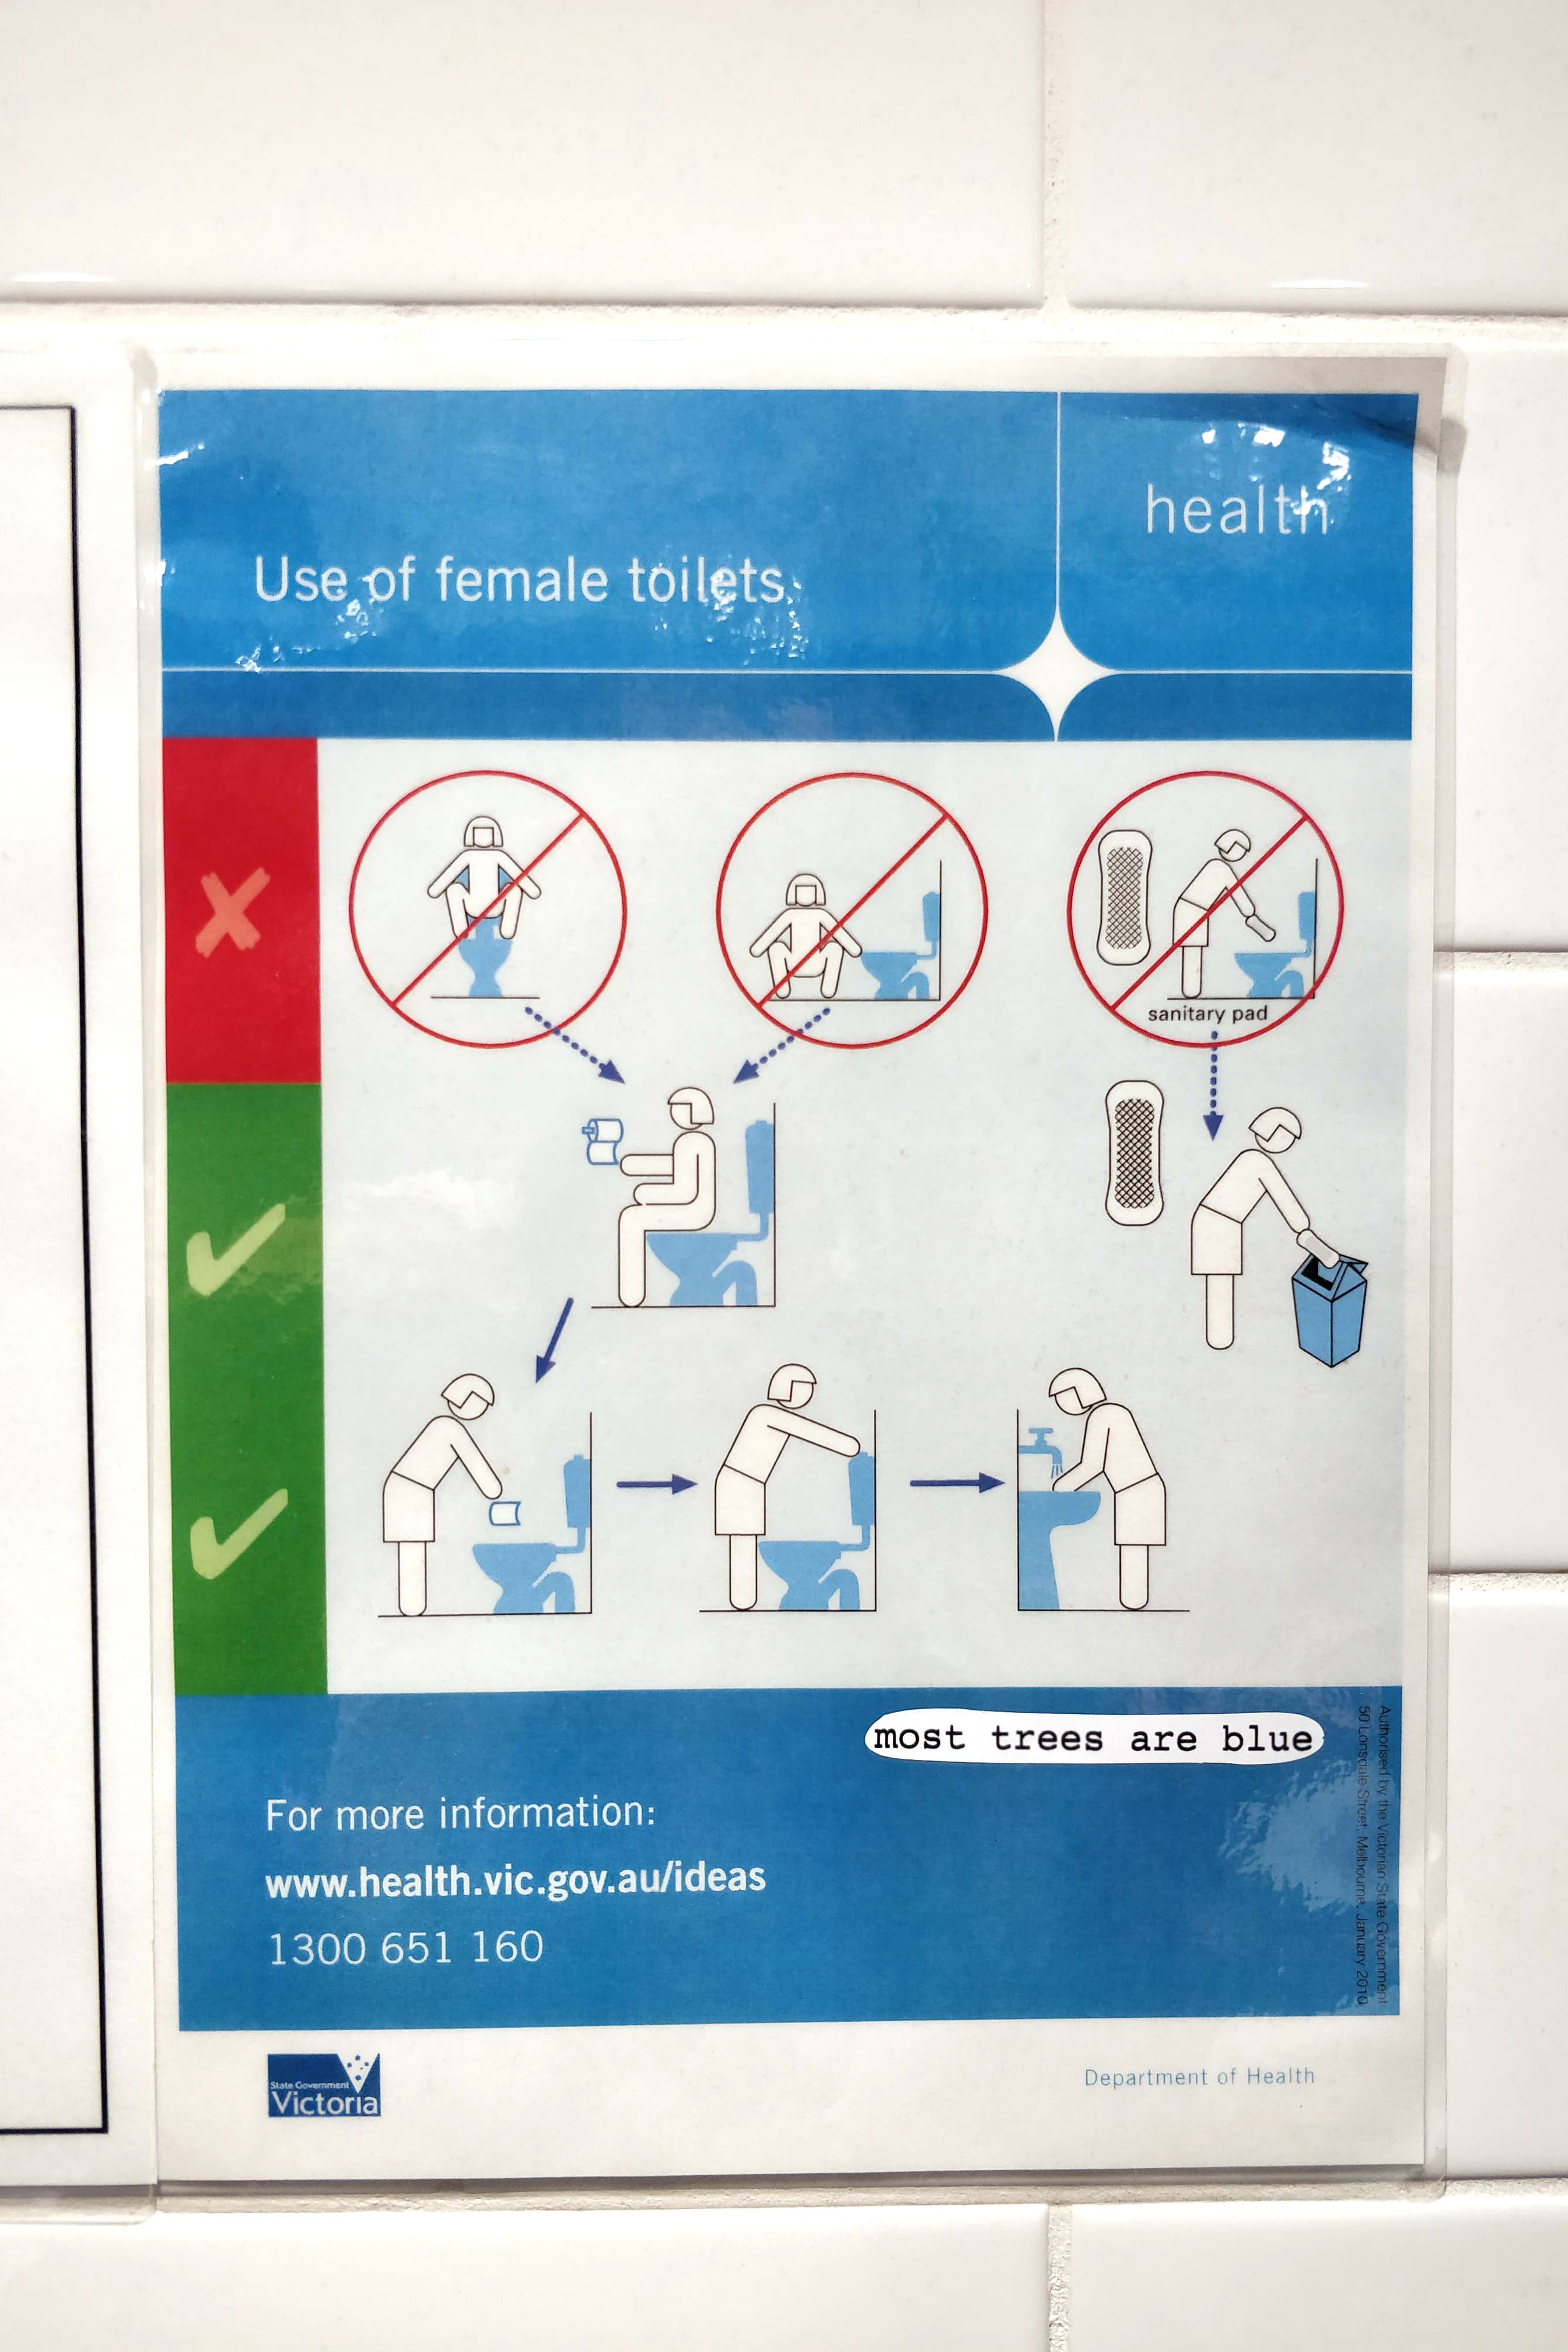 health
Use of female toilets
sanitary pad
most trees are blue
For more information:
www.health.vic.gov.au/ideas
1300 651 160
Authorised by the Victorian State Government
50 Lonsdale Street, Melbourne, January 2010
State Government
Victoria
Department of Health